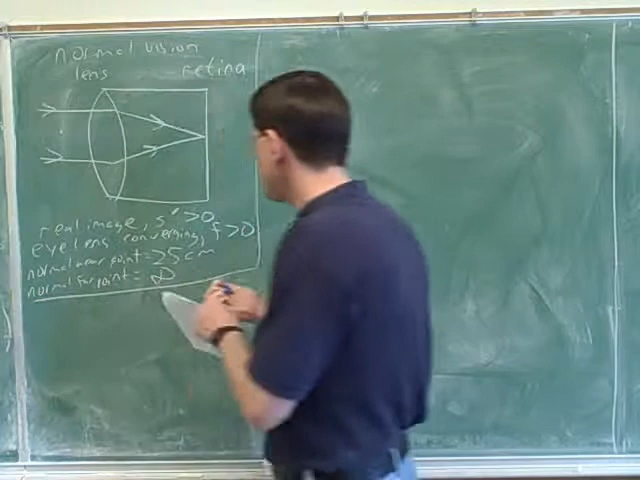 normal vision
lens retina
real image, s' >0
eye lens converging, f >0
normal near point = 25 cm
normal far point = ∞